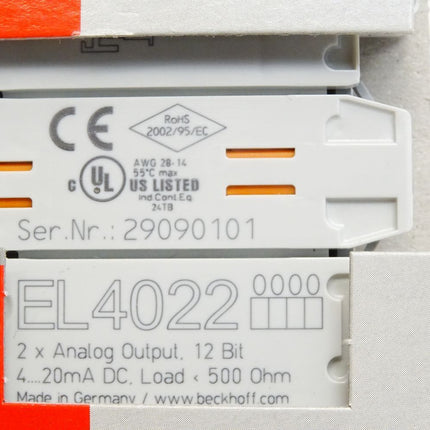 CE
RoHS
2002/95/EC
AWG 28-14
55°C max
c UL US LISTED
Ind.Cont.Eq.
24TB
Ser.Nr.: 29090101
EL4022 0000
2 x Analog Output, 12 Bit
4....20mA DC, Load < 500 Ohm
Made in Germany / www.beckhoff.com